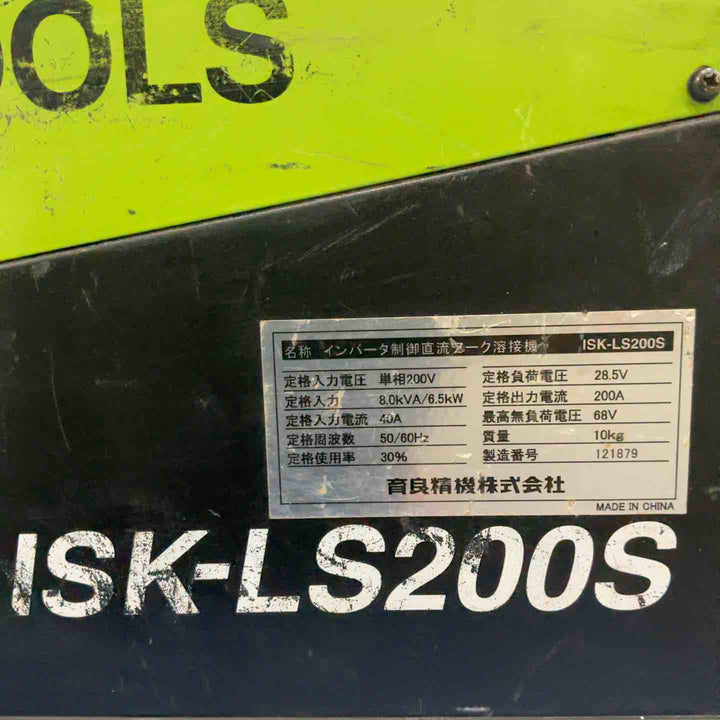 OOLS
名称 インバータ制御直流アーク溶接機 ISK-LS200S
定格入力電圧 単相200V 定格負荷電圧 28.5V
定格入力 8.0kVA/6.5kW 定格出力電流 200A
定格入力電流 40A 最高無負荷電圧 68V
定格周波数 50/60Hz 質量 10kg
定格使用率 30% 製造番号 121879
育良精機株式会社
MADE IN CHINA
ISK-LS200S